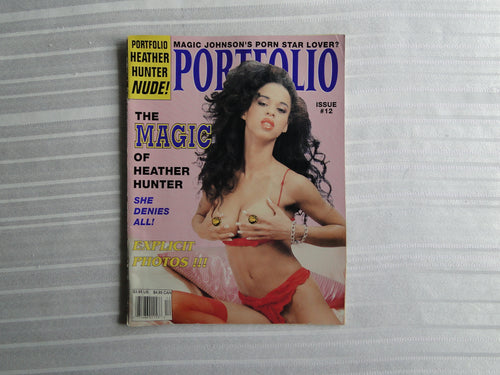 PORTFOLIO
HEATHER
HUNTER
NUDE!
MAGIC JOHNSON'S PORN STAR LOVER?
PORTFOLIO
ISSUE
#12
THE
MAGIC
OF
HEATHER
HUNTER
SHE
DENIES
ALL!
EXPLICIT
PHOTOS !!!